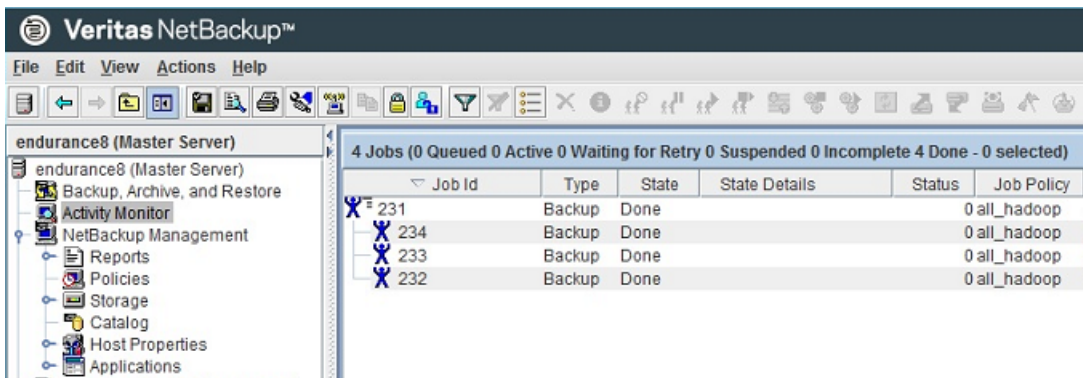 Veritas NetBackup™
File Edit View Actions Help
endurance8 (Master Server)
endurance8 (Master Server)
Backup, Archive, and Restore
Activity Monitor
NetBackup Management
Reports
Policies
Storage
Catalog
Host Properties
Applications
4 Jobs (0 Queued 0 Active 0 Waiting for Retry 0 Suspended 0 Incomplete 4 Done - 0 selected)
Job Id Type State State Details Status Job Policy
231 Backup Done 0 all_hadoop
234 Backup Done 0 all_hadoop
233 Backup Done 0 all_hadoop
232 Backup Done 0 all_hadoop